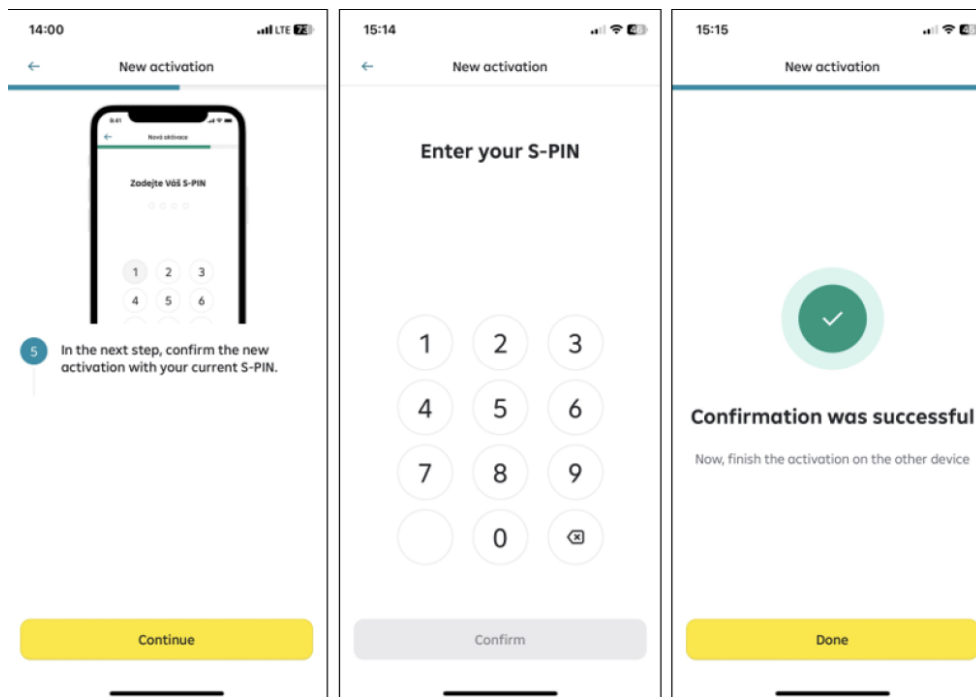 14:00 LTE 73
New activation
9:41
Nová aktivace
Zadejte Váš S-PIN
1 2 3
4 5 6
5
In the next step, confirm the new
activation with your current S-PIN.
Continue
15:14
New activation
Enter your S-PIN
1 2 3
4 5 6
7 8 9
0
Confirm
15:15
New activation
Confirmation was successful
Now, finish the activation on the other device
Done